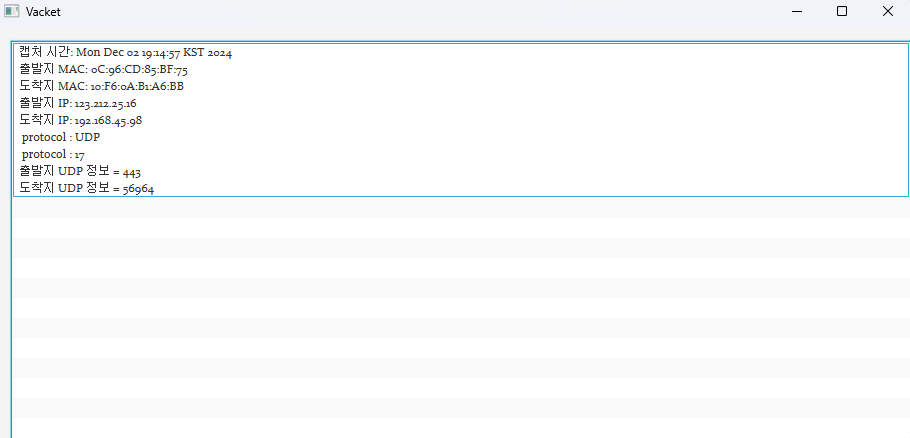 Vacket
캡처 시간: Mon Dec 02 19:14:57 KST 2024
출발지 MAC: 0C:96:CD:85:BF:75
도착지 MAC: 10:F6:0A:B1:A6:BB
출발지 IP: 123.212.25.16
도착지 IP: 192.168.45.98
protocol : UDP
protocol : 17
출발지 UDP 정보 = 443
도착지 UDP 정보 = 56964